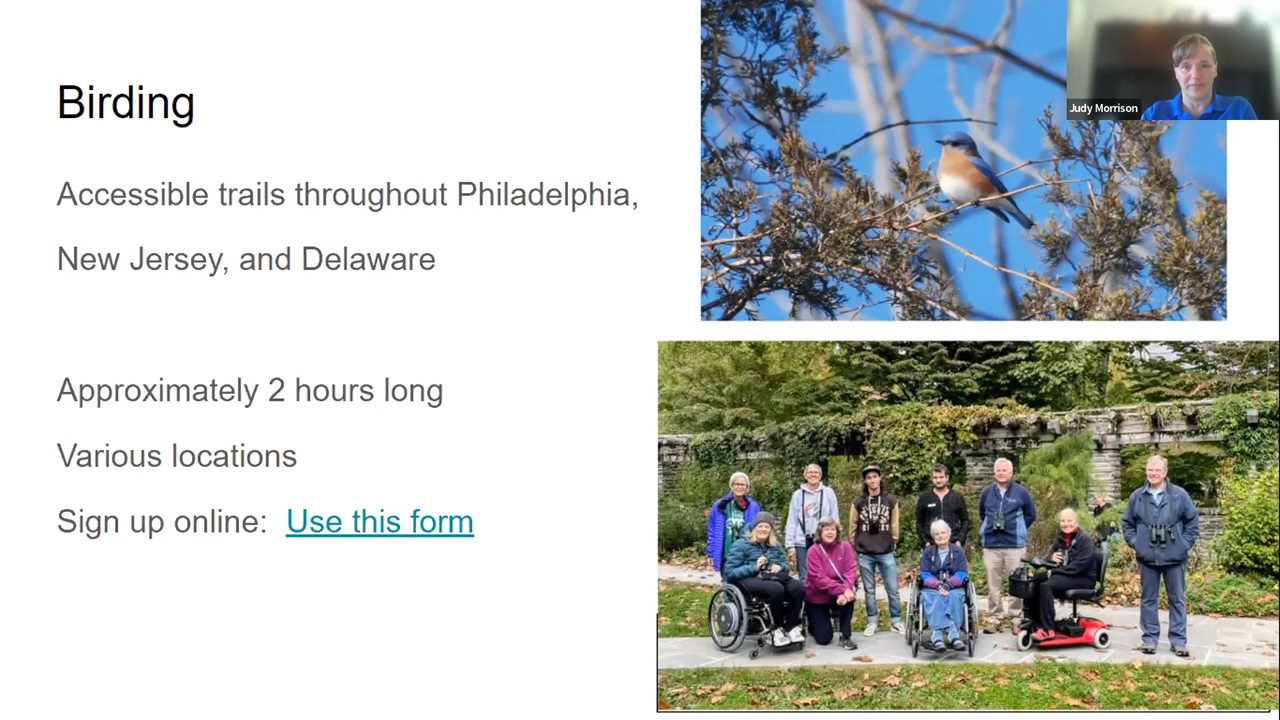 Birding
Judy Morrison
Accessible trails throughout Philadelphia,
New Jersey, and Delaware
Approximately 2 hours long
Various locations
Sign up online: Use this form